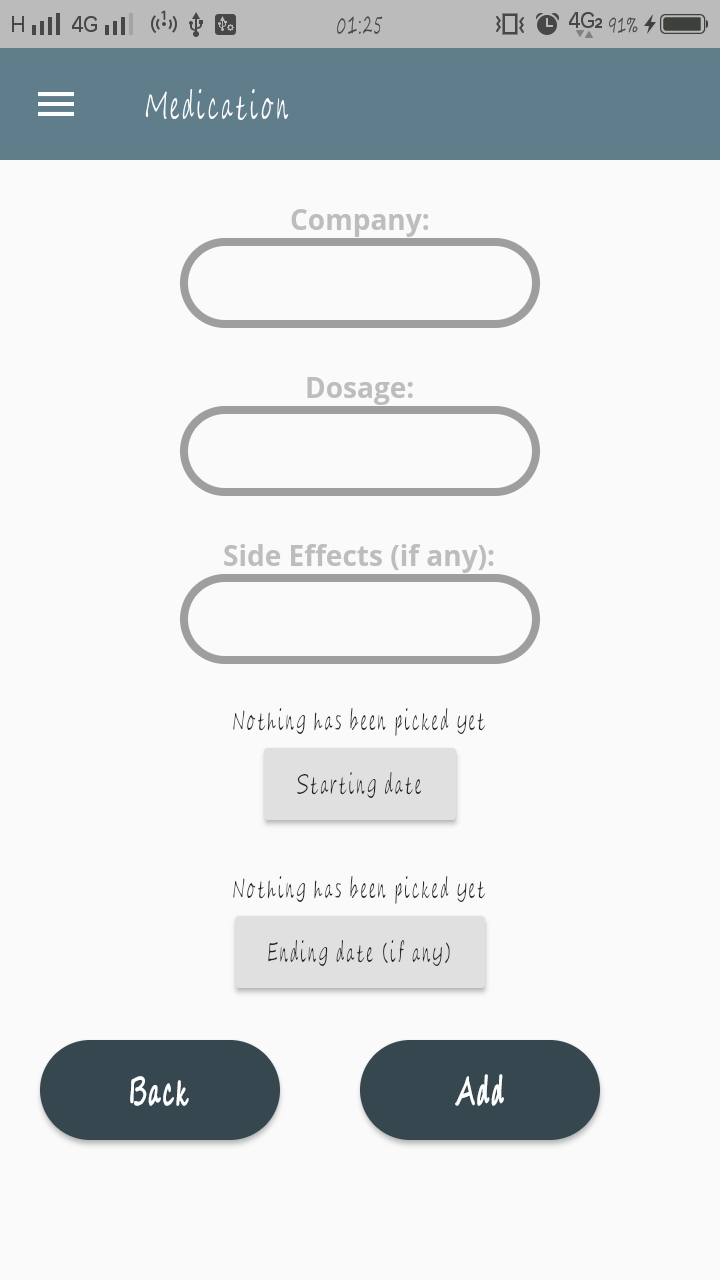 H 4G 01:25 4G2 91%
Medication
Company:
Dosage:
Side Effects (if any):
Nothing has been picked yet
Starting date
Nothing has been picked yet
Ending date (if any)
Back Add